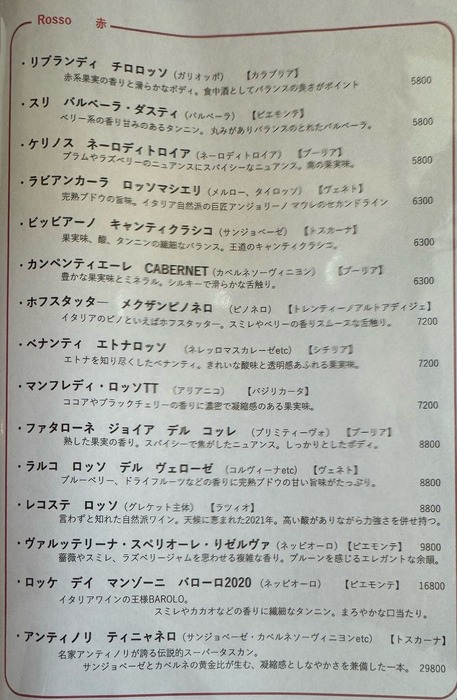 Rosso 赤
・リブランディ チロロッソ（ガリオッポ） 【カラブリア】
赤系果実の香りと滑らかなボディ。食中酒としてバランスの良さがポイント 5800
・スリ バルベーラ・ダスティ（バルベーラ） 【ピエモンテ】
ベリー系の香り甘みのあるタンニン。丸みがありバランスのとれたバルベーラ。 5800
・ケリノス ネーロディトロイア（ネーロディトロイア） 【プーリア】
プラムやラズベリーのニュアンスにスパイシーなニュアンス。黒の果実味。 5800
・ラビアンカーラ ロッソマシエリ（メルロー、タイロッソ） 【ヴェネト】
完熟ブドウの旨味。イタリア自然派の巨匠アンジョリーノ マウレのセカンドライン 6300
・ビッビアーノ キャンティクラシコ（サンジョベーゼ） 【トスカーナ】
果実味、酸、タンニンの繊細なバランス。王道のキャンティクラシコ。 6300
・カンペンティエーレ CABERNET（カベルネソーヴィニヨン） 【プーリア】
豊かな果実味とミネラル。シルキーで滑らかな舌触り。 6300
・ホフスタッター メクザンピノネロ （ピノネロ） 【トレンティーノアルトアディジェ】
イタリアのピノといえばホフスタッター。スミレやベリーの香りスムースな舌触り。 7200
・ベナンティ エトナロッソ （ネレッロマスカレーゼetc) 【シチリア】
エトナを知り尽くしたベナンティ。きれいな酸味と透明感あふれる果実味。 7200
・マンフレディ・ロッソTT （アリアニコ） 【バジリカータ】
ココアやブラックチェリーの香りに濃密で凝縮感のある果実味。 7200
・ファタローネ ジョイア デル コッレ （プリミティーヴォ） 【プーリア】
熟した果実の香り。スパイシーで焦がしたニュアンス。しっかりとしたボディ。 8800
・ラルコ ロッソ デル ヴェローゼ （コルヴィーナetc) 【ヴェネト】
ブルーベリー、ドライフルーツなどの香りに完熟ブドウの甘い旨味がたっぷり。 8800
・レコステ ロッソ（グレケット主体） 【ラツィオ】 8800
言わずと知れた自然派ワイン。天候に恵まれた2021年。高い酸がありながら力強さを併せ持つ。
・ヴァルッテリーナ・スペリオーレ・りゼルヴァ（ネッビオーロ）【ピエモンテ】 9800
薔薇やスミレ、ラズベリージャムを思わせる複雑な香り。プルーンを感じるエレガントな余韻。
・ロッケ デイ マンゾーニ バローロ2020（ネッビオーロ） 【ピエモンテ】 16800
イタリアワインの王様BAROLO。
スミレやカカオなどの香りに繊細なタンニン。まろやかな口当たり。
・アンティノリ ティニャネロ（サンジョベーゼ・カベルネソーヴィニヨンetc) 【トスカーナ】
名家アンティノリが誇る伝説的スーパータスカン。
サンジョベーゼとカベルネの黄金比が生む、凝縮感としなやかさを兼備した一本。 29800